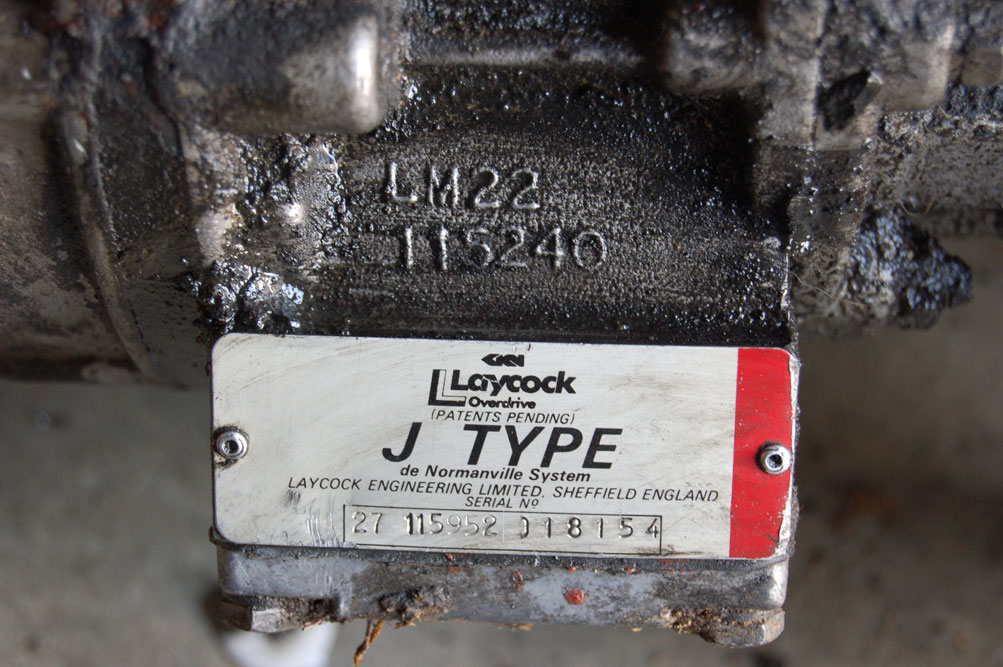 LM22
115240
GKN
Laycock
Overdrive
(PATENTS PENDING)
J TYPE
de Normanville System
LAYCOCK ENGINEERING LIMITED, SHEFFIELD ENGLAND
SERIAL Nº
27 115952 018154